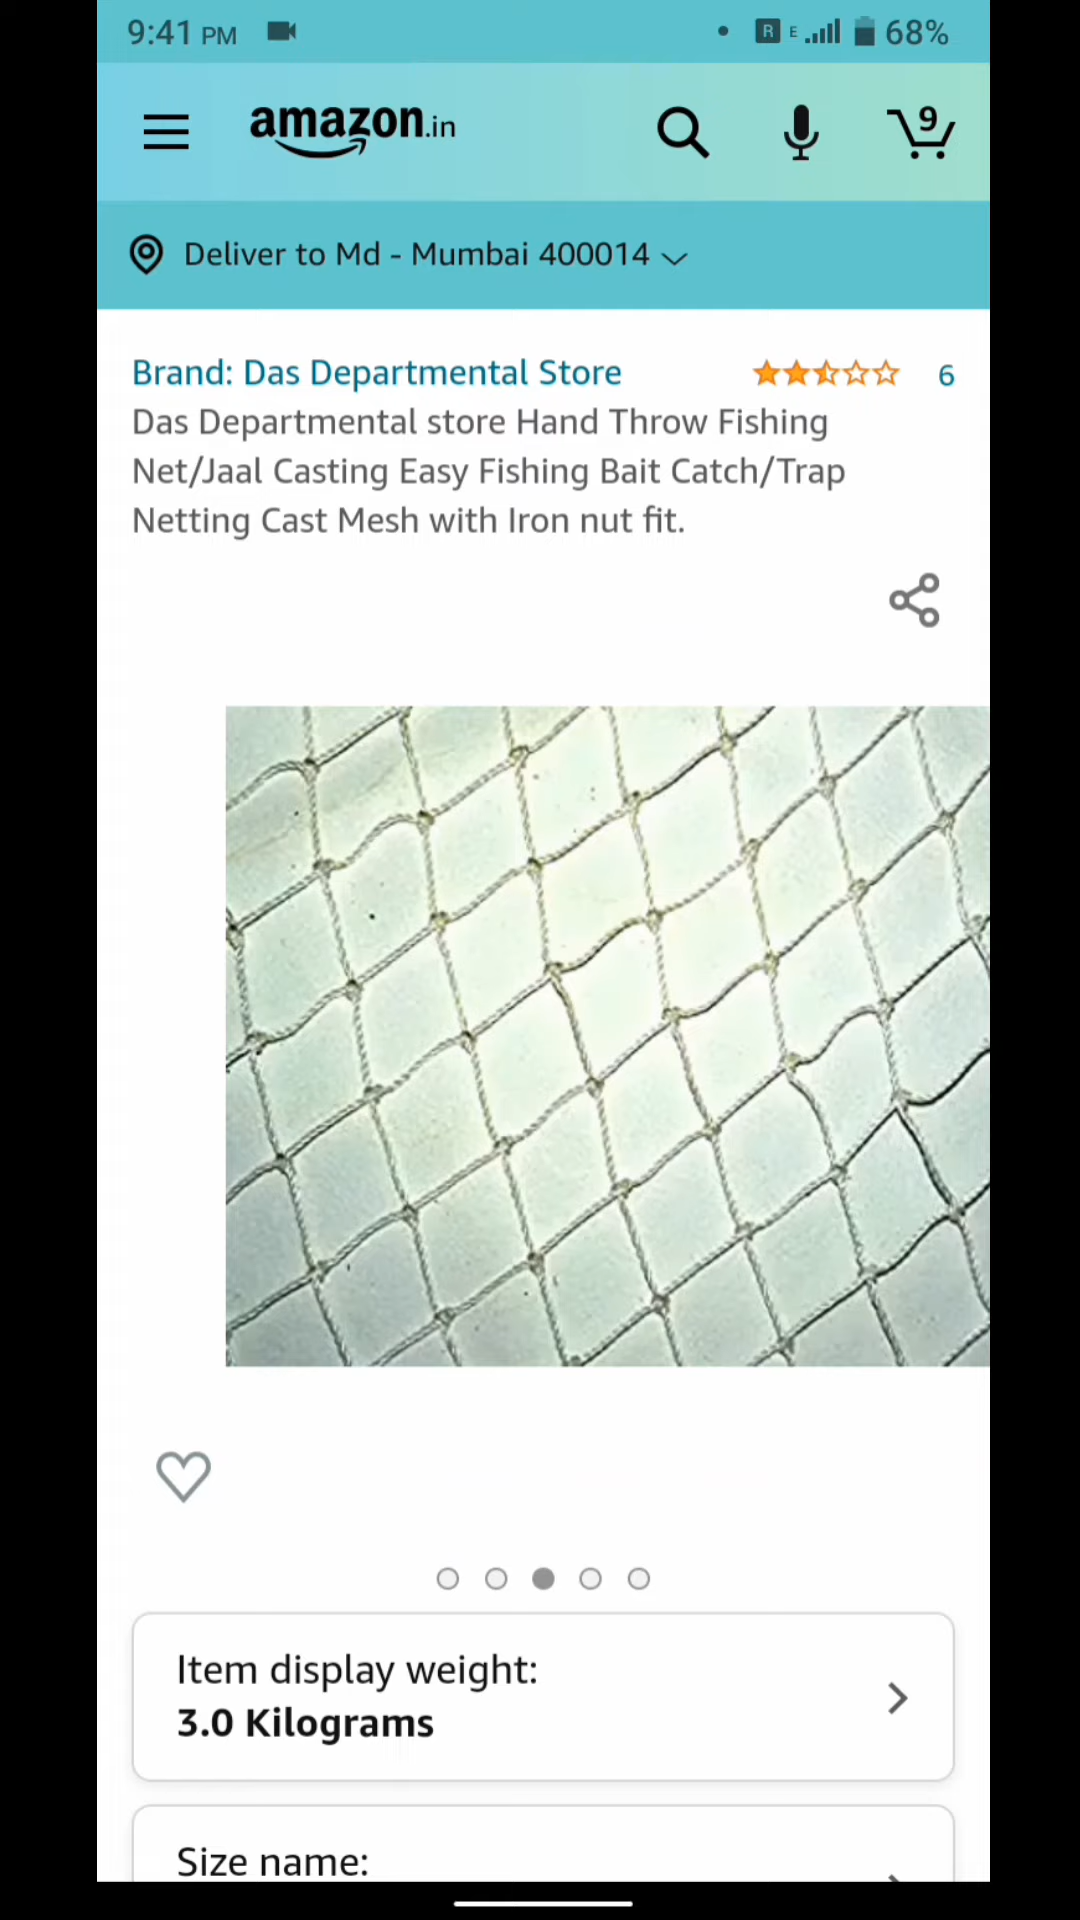 9:41 PM
R E 68%
amazon.in
9
Deliver to Md - Mumbai 400014
Brand: Das Departmental Store
6
Das Departmental store Hand Throw Fishing
Net/Jaal Casting Easy Fishing Bait Catch/Trap
Netting Cast Mesh with Iron nut fit.
Item display weight:
3.0 Kilograms
Size name: